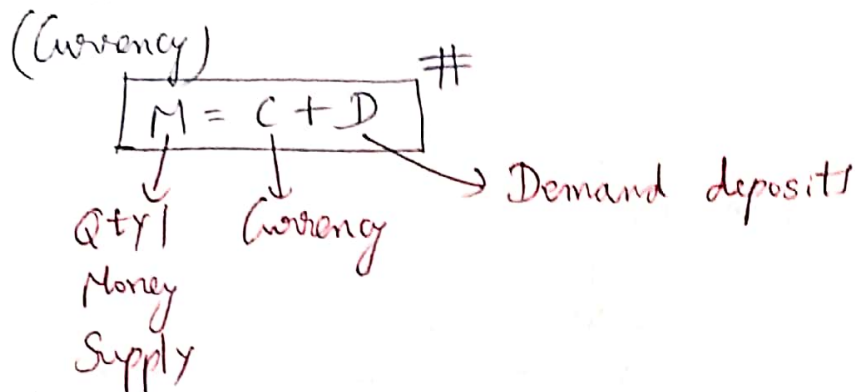 (Currency)
#
M = C + D
Demand deposits
Qty/ Currency
Money
Supply